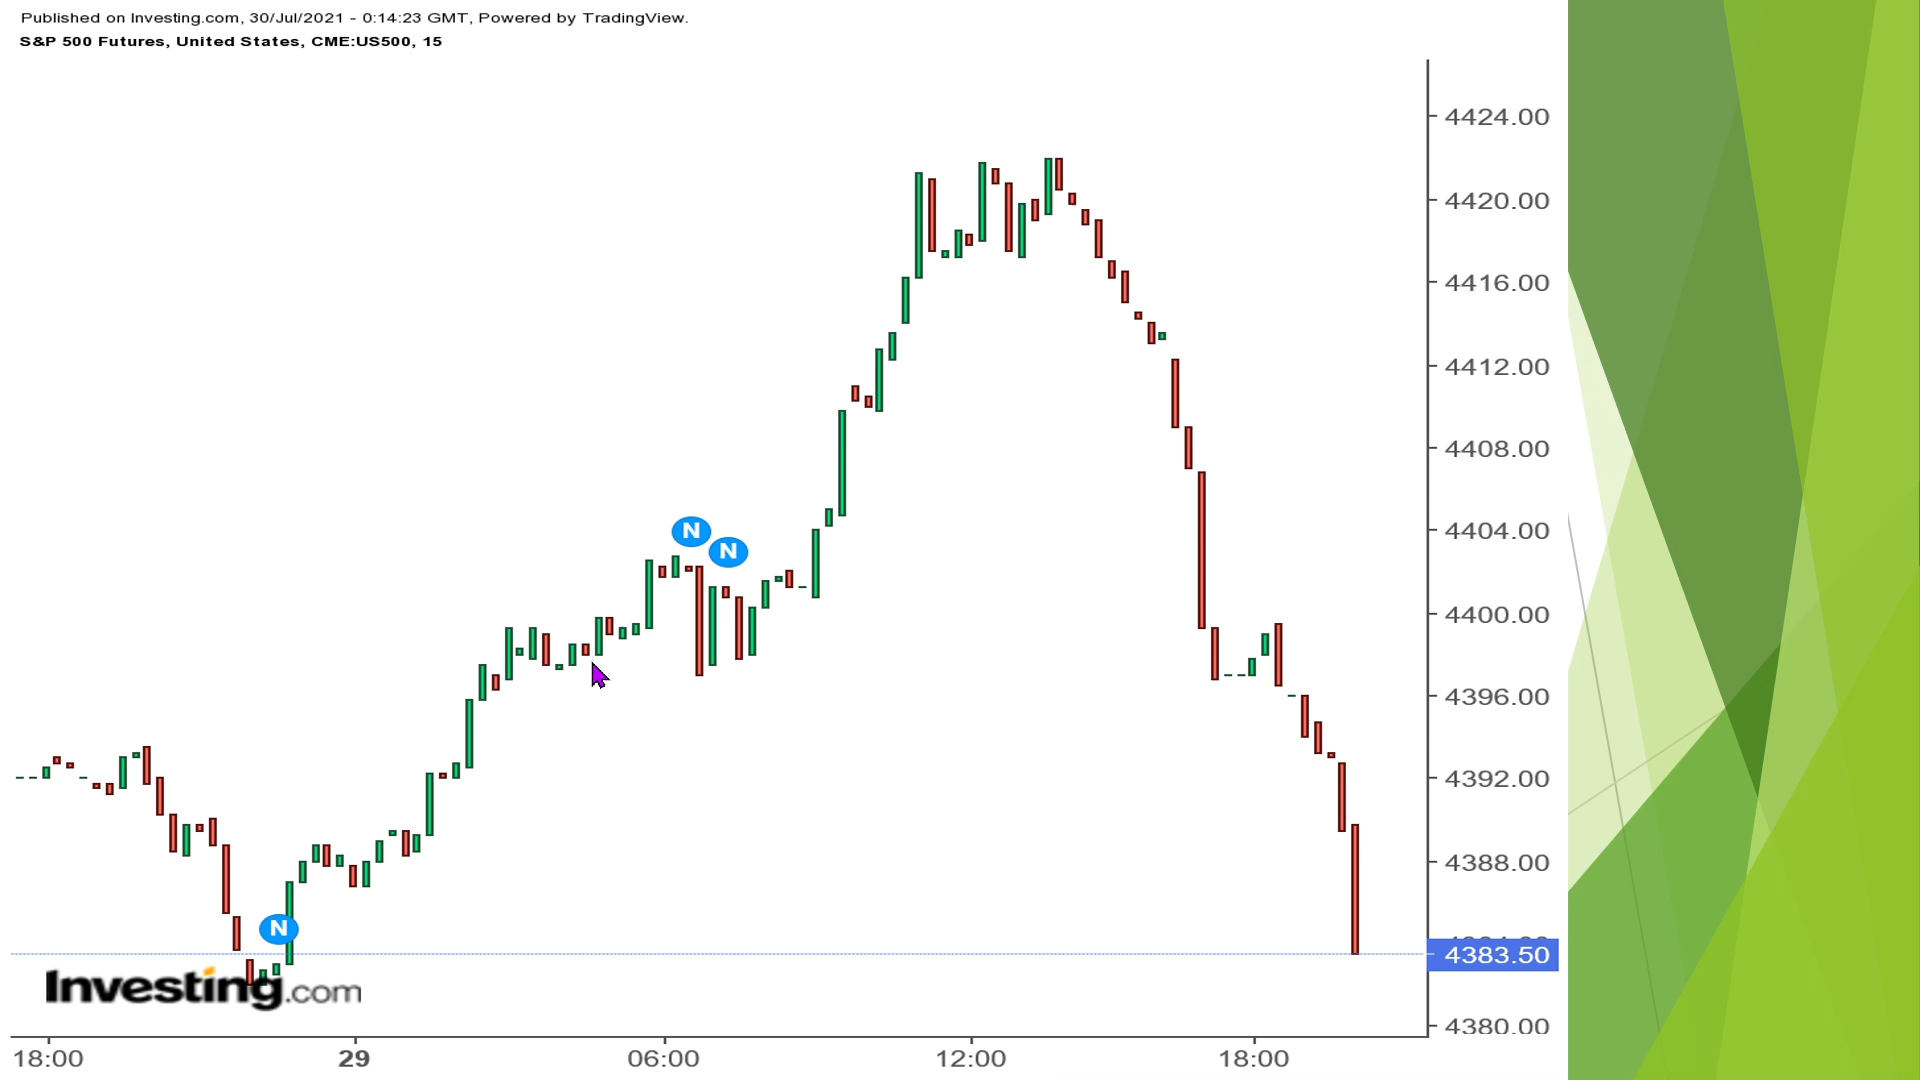 Published on Investing.com, 30/Jul/2021 - 0:14:23 GMT, Powered by TradingView.
S&P 500 Futures, United States, CME:US500, 15
4424.00
4420.00
4416.00
4412.00
4408.00
4404.00
N
N
4400.00
4396.00
4392.00
4388.00
N
4383.50
Investing.com
4380.00
18:00 29 06:00 12:00 18:00